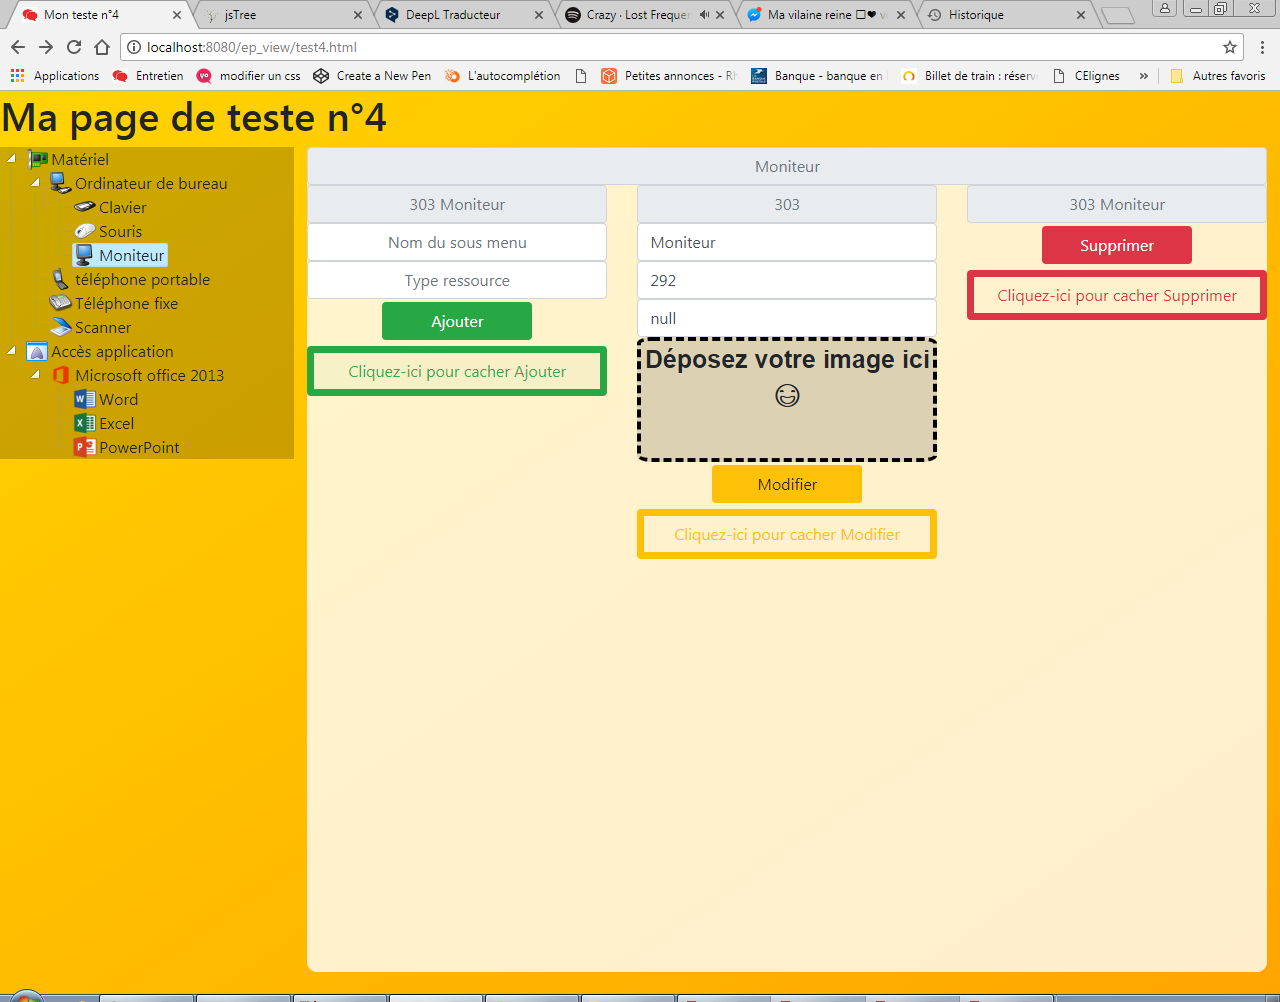 Mon teste n°4
jsTree
DeepL Traducteur
Crazy · Lost Freque
Ma vilaine reine
Historique
localhost:8080/ep_view/test4.html
Applications
Entretien
modifier un css
Create a New Pen
L'autocomplétion
Petites annonces - Rh
Banque - banque en
Billet de train : réserv
CElignes
»
Autres favoris
Ma page de teste n°4
Matériel
Ordinateur de bureau
Clavier
Souris
Moniteur
téléphone portable
Téléphone fixe
Scanner
Accès application
Microsoft office 2013
Word
Excel
PowerPoint
Moniteur
303 Moniteur
Nom du sous menu
Type ressource
Ajouter
Cliquez-ici pour cacher Ajouter
303
Moniteur
292
null
Déposez votre image ici
😄
Modifier
Cliquez-ici pour cacher Modifier
303 Moniteur
Supprimer
Cliquez-ici pour cacher Supprimer